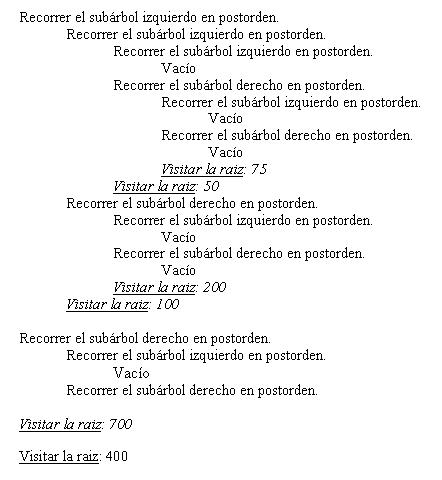 Recorrer el subárbol izquierdo en postorden.
Recorrer el subárbol izquierdo en postorden.
Recorrer el subárbol izquierdo en postorden.
Vacío
Recorrer el subárbol derecho en postorden.
Recorrer el subárbol izquierdo en postorden.
Vacío
Recorrer el subárbol derecho en postorden.
Vacío
Visitar la raiz: 75
Visitar la raiz: 50
Recorrer el subárbol derecho en postorden.
Recorrer el subárbol izquierdo en postorden.
Vacío
Recorrer el subárbol derecho en postorden.
Vacío
Visitar la raiz: 200
Visitar la raiz: 100
Recorrer el subárbol derecho en postorden.
Recorrer el subárbol izquierdo en postorden.
Vacío
Recorrer el subárbol derecho en postorden.
Visitar la raiz: 700
Visitar la raiz: 400